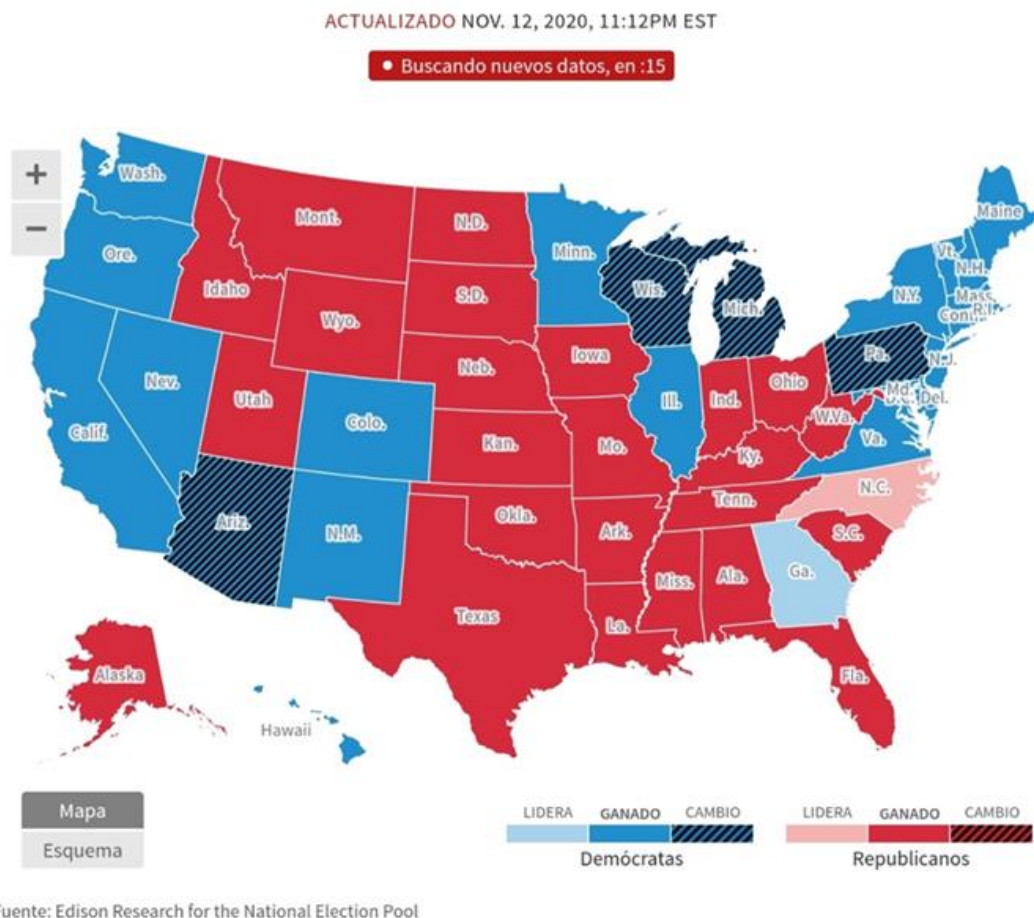 ACTUALIZADO NOV. 12, 2020, 11:12PM EST
Buscando nuevos datos, en :15
+
−
Wash.
Mont.
N.D.
Minn.
Maine
Ore.
Idaho
S.D.
Wis.
Mich.
Vt.
N.H.
N.Y.
Mass.
Conn.
R.I.
Wyo.
Iowa
Pa.
N.J.
Nev.
Utah
Neb.
Ill.
Ind.
Ohio
Md.
D.C.
Del.
Calif.
Colo.
Kan.
Mo.
W.Va.
Va.
Ky.
Ariz.
N.M.
Okla.
Ark.
Tenn.
N.C.
S.C.
Texas
La.
Miss.
Ala.
Ga.
Fla.
Alaska
Hawaii
Mapa
Esquema
LIDERA GANADO CAMBIO
Demócratas
LIDERA GANADO CAMBIO
Republicanos
uente: Edison Research for the National Election Pool